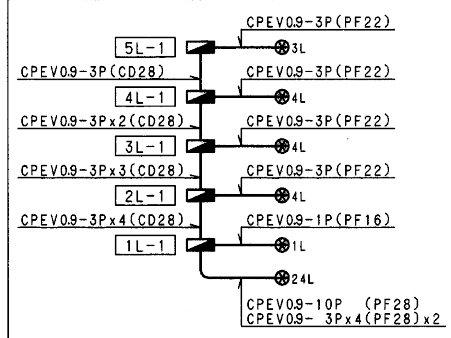 CPEV0.9-3P(PF22)
5L-1
3L
CPEV0.9-3P(CD28)
CPEV0.9-3P(PF22)
4L-1
4L
CPEV0.9-3Px2(CD28)
CPEV0.9-3P(PF22)
3L-1
4L
CPEV0.9-3Px3(CD28)
CPEV0.9-3P(PF22)
2L-1
4L
CPEV0.9-3Px4(CD28)
CPEV0.9-1P(PF16)
1L-1
1L
24L
CPEV0.9-10P (PF28)
CPEV0.9- 3Px4(PF28)x2